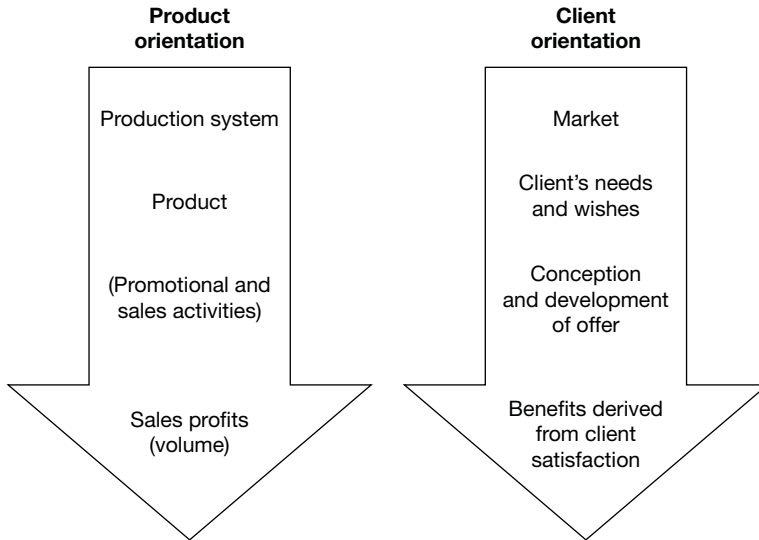 Product
orientation
Production system
Product
(Promotional and
sales activities)
Sales profits
(volume)
Client
orientation
Market
Client’s needs
and wishes
Conception
and development
of offer
Benefits derived
from client
satisfaction